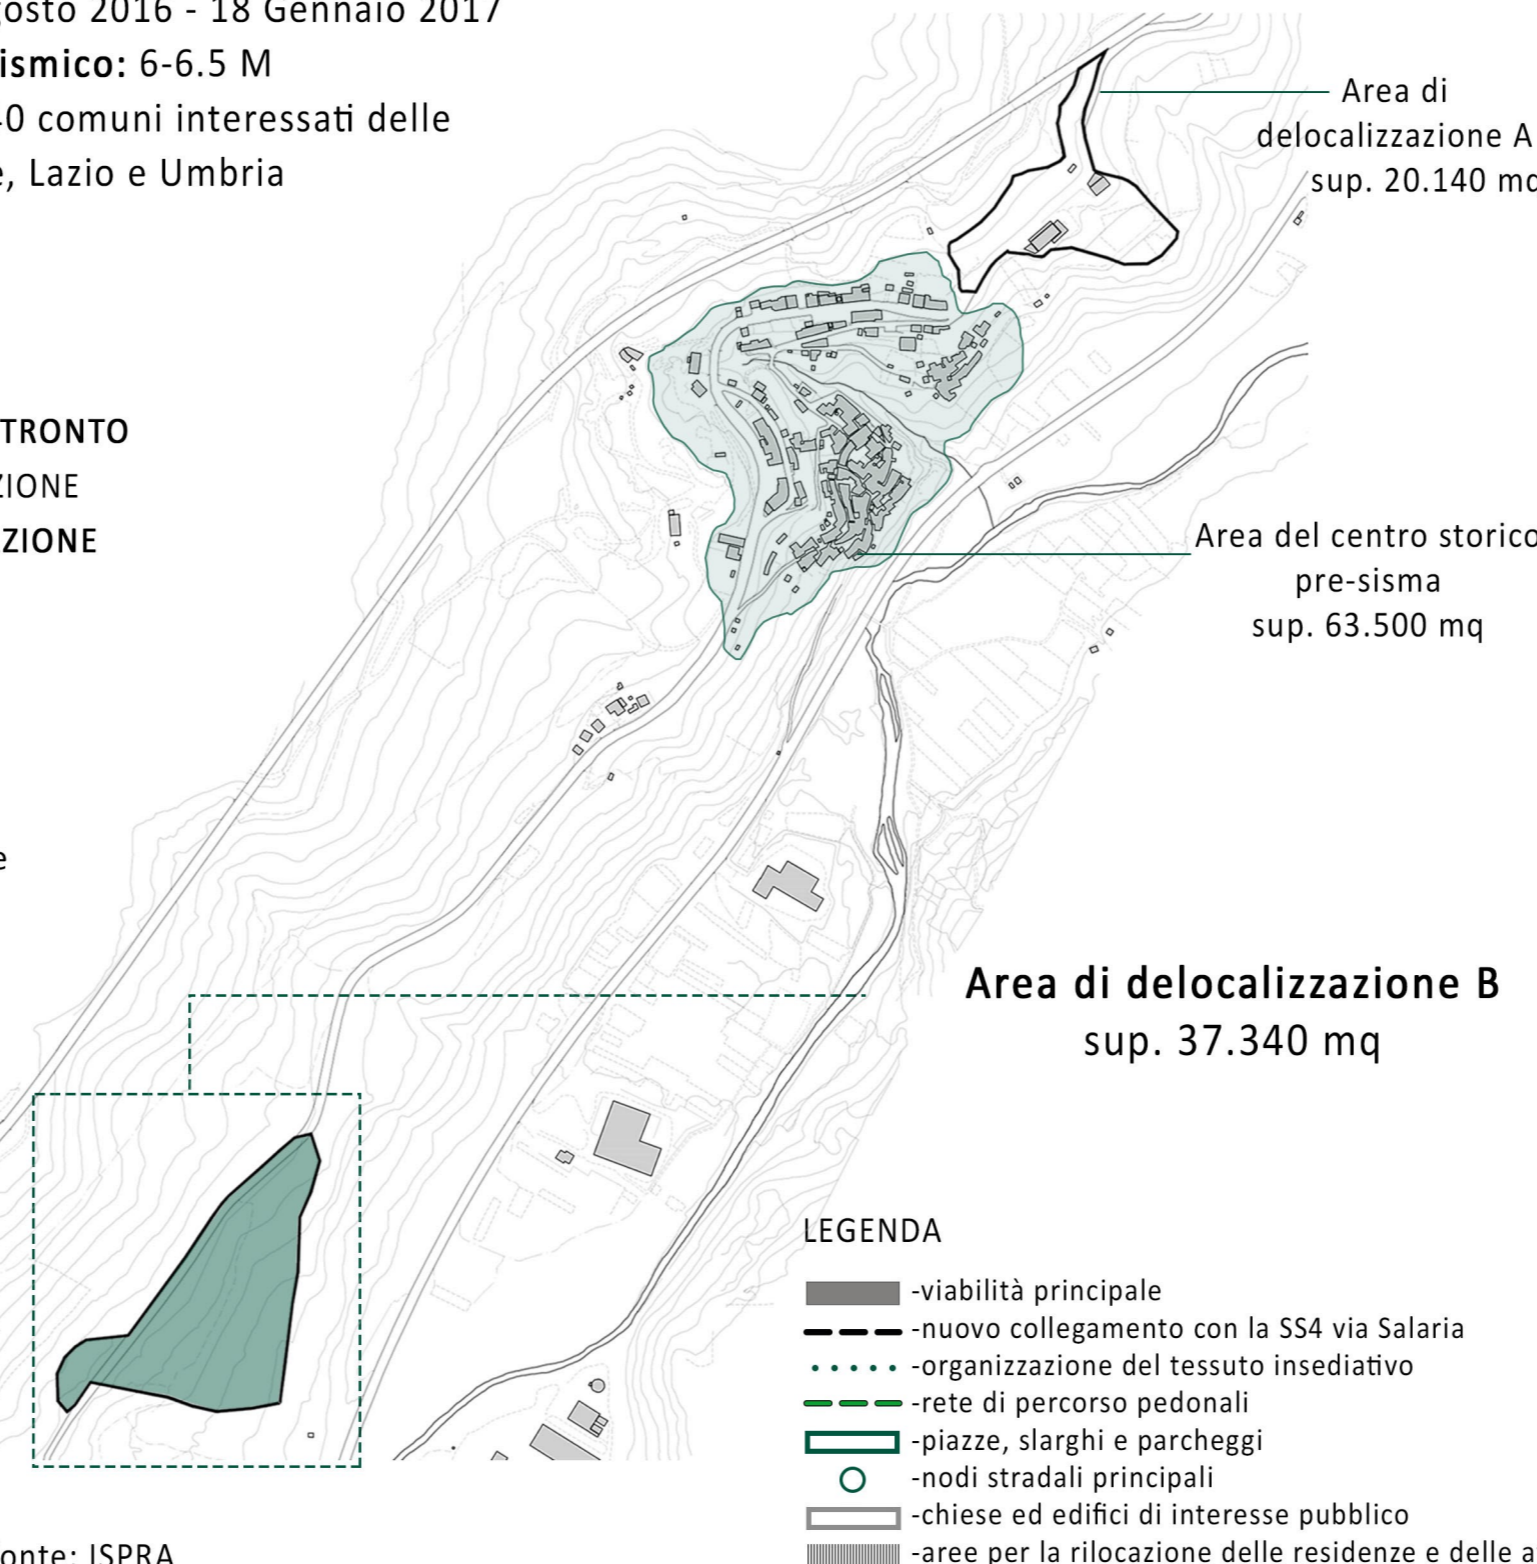 gosto 2016 - 18 Gennaio 2017
ismico: 6-6.5 M
40 comuni interessati delle
e, Lazio e Umbria
TRONTO
ZIONE
ZIONE
e
Area di
delocalizzazione A
sup. 20.140 mq
Area del centro storico
pre-sisma
sup. 63.500 mq
Area di delocalizzazione B
sup. 37.340 mq
LEGENDA
-viabilità principale
-nuovo collegamento con la SS4 via Salaria
-organizzazione del tessuto insediativo
-rete di percorso pedonali
-piazze, slarghi e parcheggi
-nodi stradali principali
-chiese ed edifici di interesse pubblico
-aree per la rilocazione delle residenze e delle a
onte: ISPRA